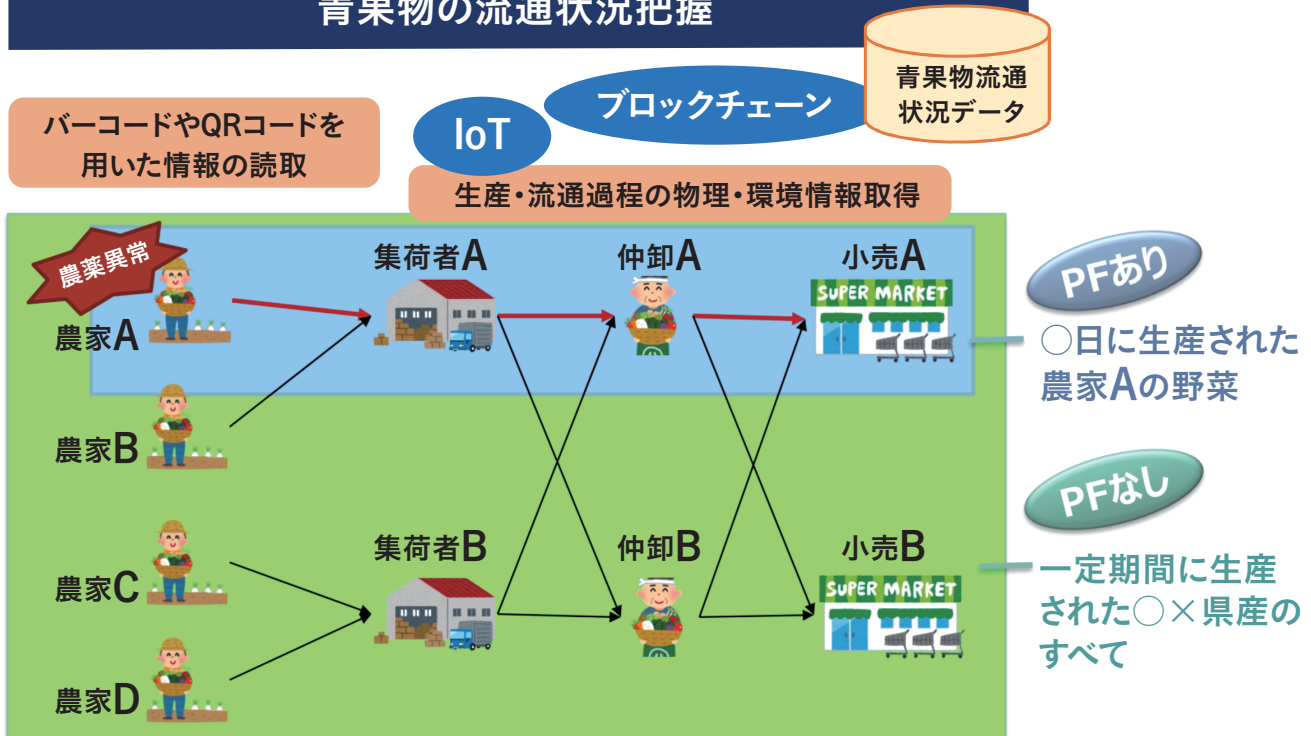 青果物の流通状況把握
青果物流通
状況データ
ブロックチェーン
IoT
バーコードやQRコードを
用いた情報の読取
生産・流通過程の物理・環境情報取得
農薬異常
集荷者A
仲卸A
小売A
SUPER MARKET
農家A
農家B
PFあり
○日に生産された
農家Aの野菜
集荷者B
仲卸B
小売B
SUPER MARKET
農家C
農家D
PFなし
一定期間に生産
された○×県産の
すべて